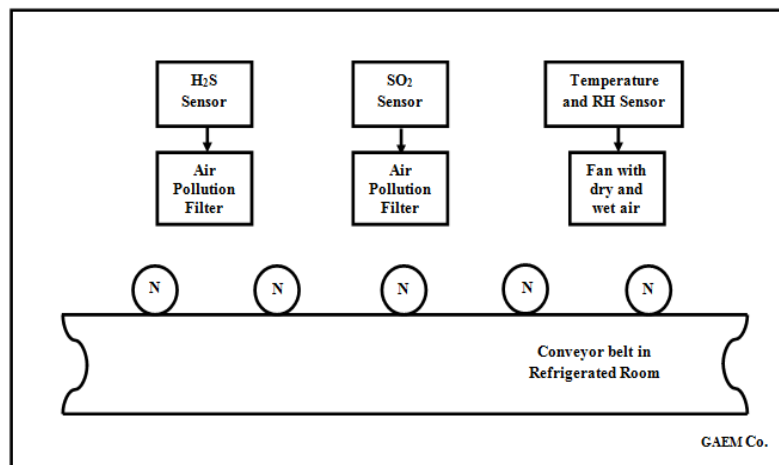 H2S
Sensor
SO2
Sensor
Temperature
and RH Sensor
Air
Pollution
Filter
Air
Pollution
Filter
Fan with
dry and
wet air
N
N
N
N
N
Conveyor belt in
Refrigerated Room
GAEM Co.